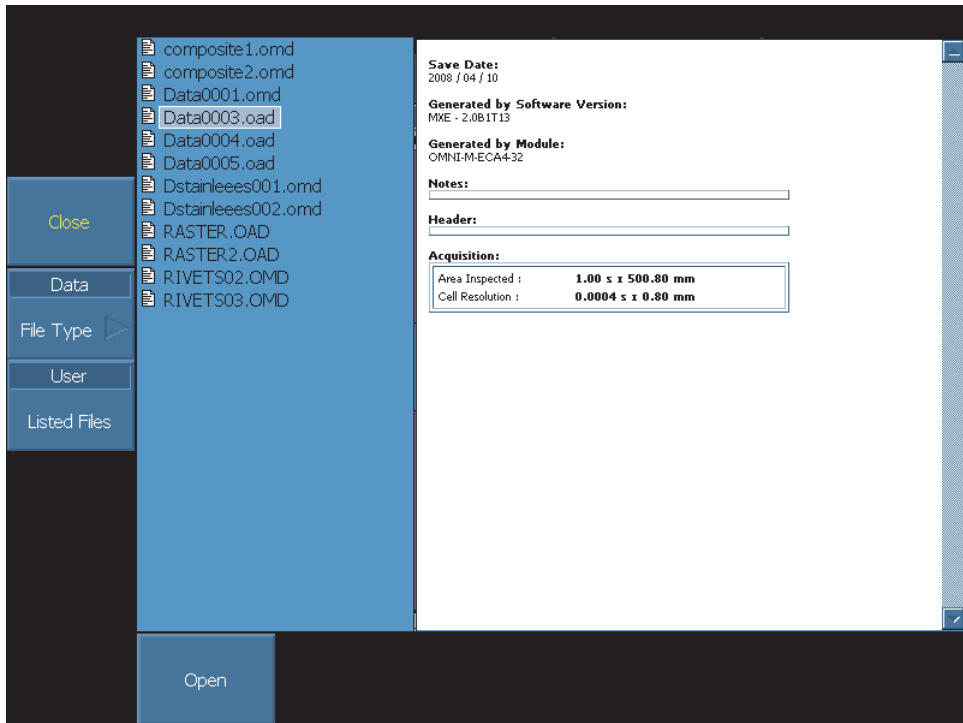 Close
Data
File Type
User
Listed Files
composite1.omd
composite2.omd
Data0001.omd
Data0003.oad
Data0004.oad
Data0005.oad
Dstainleees001.omd
Dstainleees002.omd
RASTER.OAD
RASTER2.OAD
RIVETS02.OMD
RIVETS03.OMD
Save Date:
2008 / 04 / 10
Generated by Software Version:
MXE - 2.0B1T13
Generated by Module:
OMNI-M-ECA4-32
Notes:
Header:
Acquisition:
Area Inspected : 1.00 s x 500.80 mm
Cell Resolution : 0.0004 s x 0.80 mm
Open